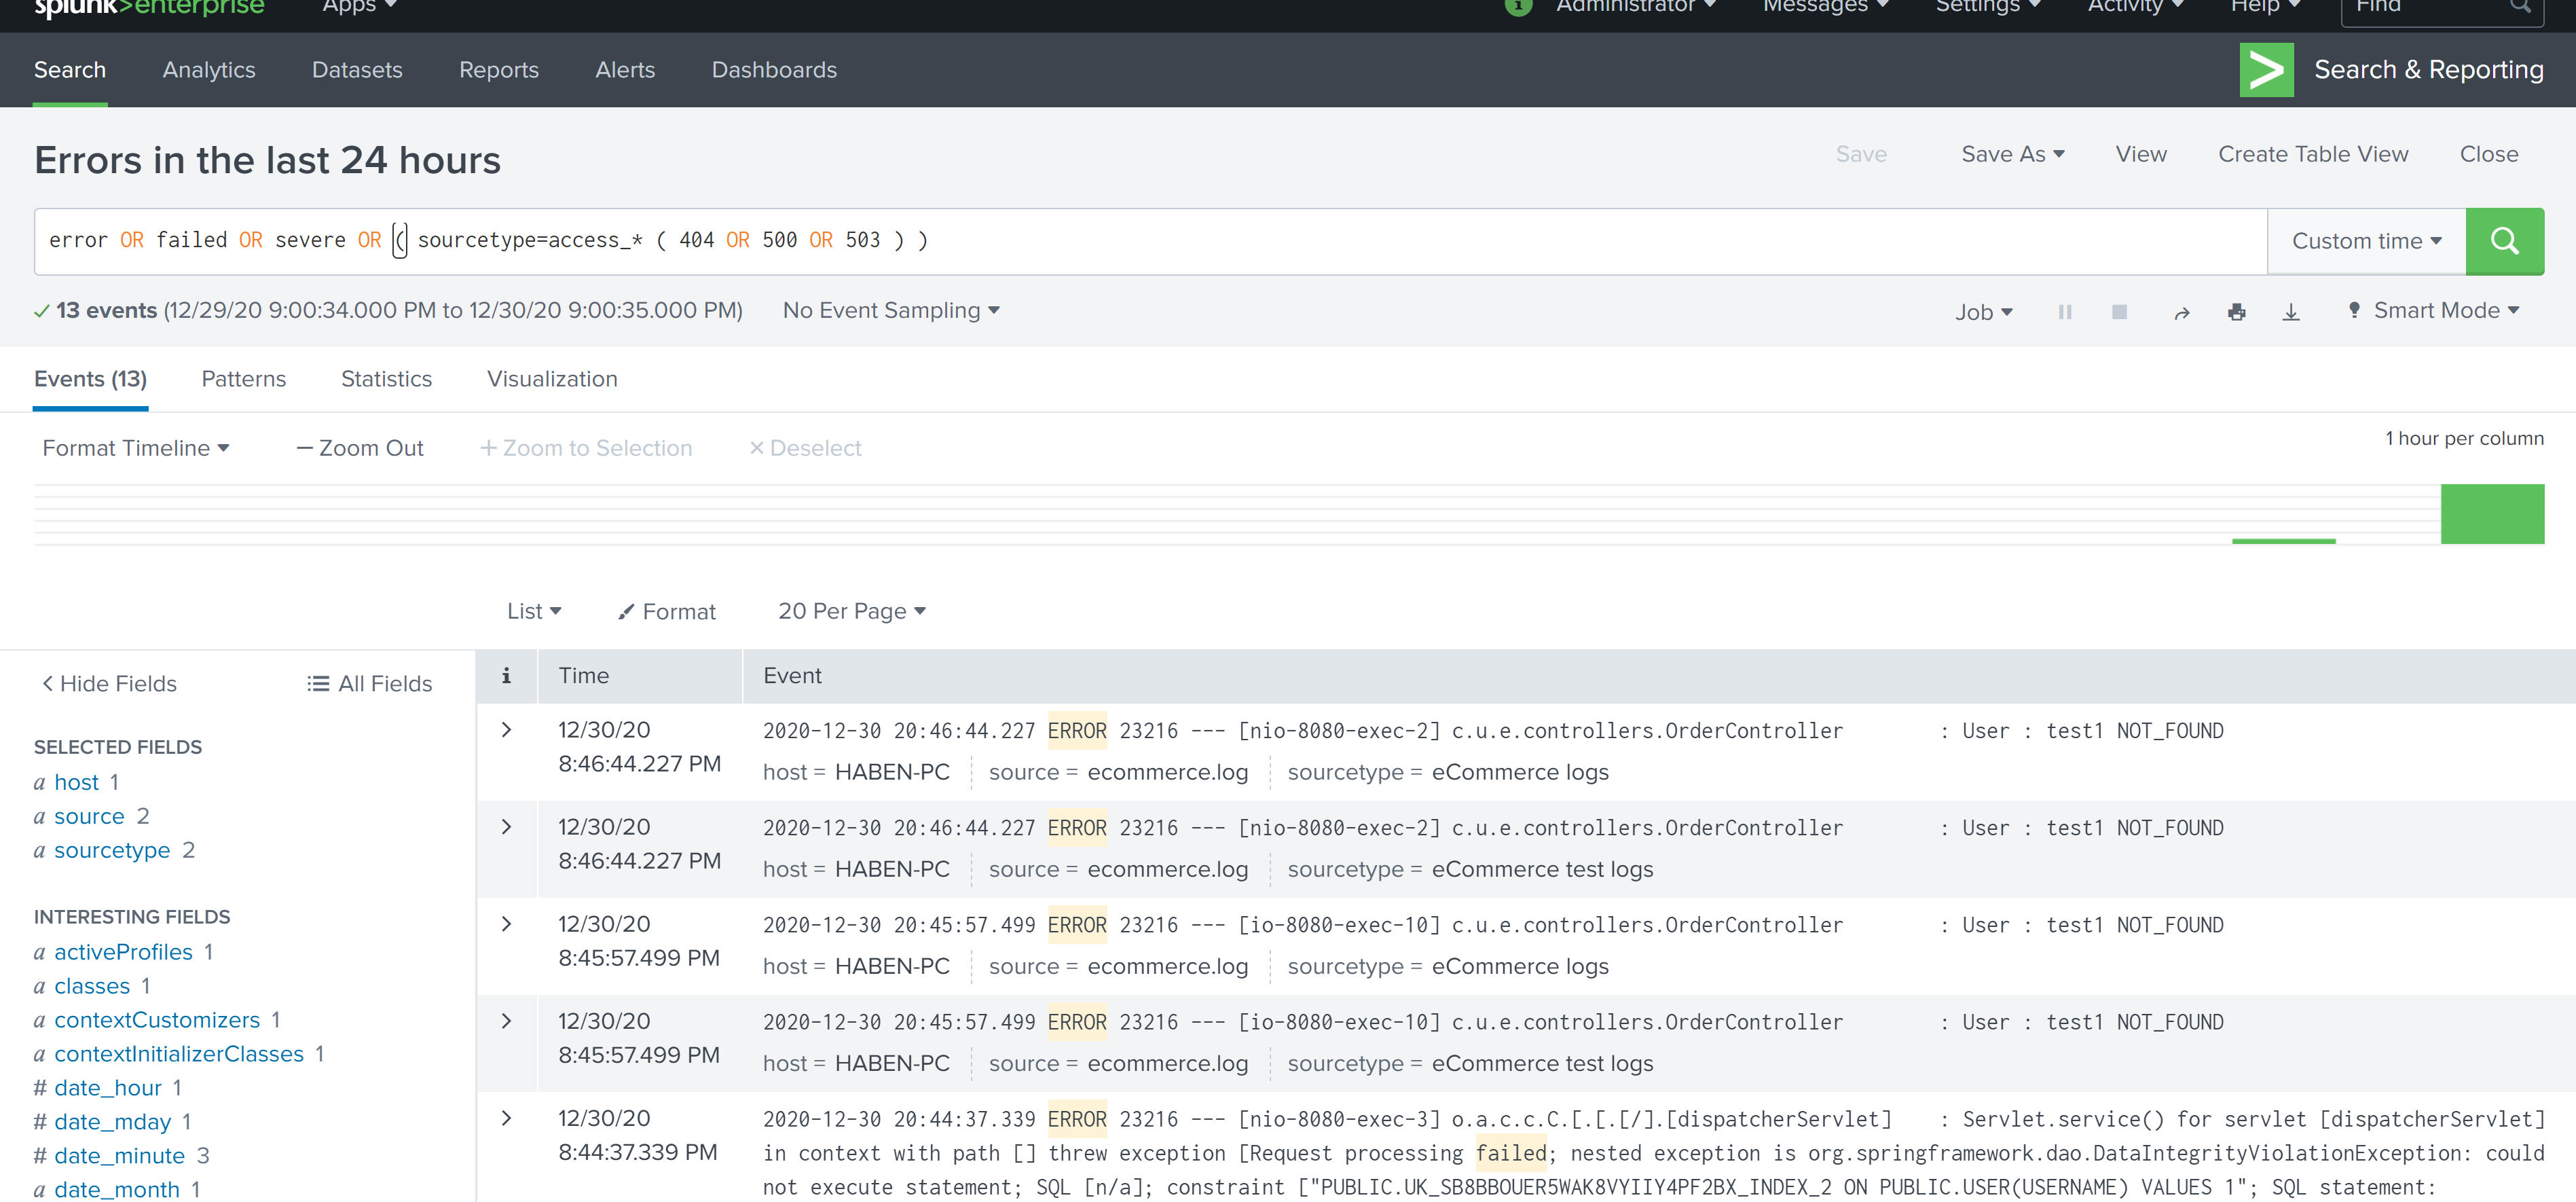 splunk>enterprise Apps Administrator Messages Settings Activity Help Find
Search Analytics Datasets Reports Alerts Dashboards Search & Reporting
Errors in the last 24 hours Save Save As View Create Table View Close
error OR failed OR severe OR ( sourcetype=access_* ( 404 OR 500 OR 503 ) ) Custom time
13 events (12/29/20 9:00:34.000 PM to 12/30/20 9:00:35.000 PM) No Event Sampling Job Smart Mode
Events (13) Patterns Statistics Visualization
Format Timeline — Zoom Out + Zoom to Selection × Deselect 1 hour per column
List Format 20 Per Page
< Hide Fields All Fields
i Time Event
SELECTED FIELDS
a host 1
a source 2
a sourcetype 2
INTERESTING FIELDS
a activeProfiles 1
a classes 1
a contextCustomizers 1
a contextInitializerClasses 1
# date_hour 1
# date_mday 1
# date_minute 3
a date_month 1
> 12/30/20 2020-12-30 20:46:44.227 ERROR 23216 --- [nio-8080-exec-2] c.u.e.controllers.OrderController : User : test1 NOT_FOUND
8:46:44.227 PM host = HABEN-PC source = ecommerce.log sourcetype = eCommerce logs
> 12/30/20 2020-12-30 20:46:44.227 ERROR 23216 --- [nio-8080-exec-2] c.u.e.controllers.OrderController : User : test1 NOT_FOUND
8:46:44.227 PM host = HABEN-PC source = ecommerce.log sourcetype = eCommerce test logs
> 12/30/20 2020-12-30 20:45:57.499 ERROR 23216 --- [io-8080-exec-10] c.u.e.controllers.OrderController : User : test1 NOT_FOUND
8:45:57.499 PM host = HABEN-PC source = ecommerce.log sourcetype = eCommerce logs
> 12/30/20 2020-12-30 20:45:57.499 ERROR 23216 --- [io-8080-exec-10] c.u.e.controllers.OrderController : User : test1 NOT_FOUND
8:45:57.499 PM host = HABEN-PC source = ecommerce.log sourcetype = eCommerce test logs
> 12/30/20 2020-12-30 20:44:37.339 ERROR 23216 --- [nio-8080-exec-3] o.a.c.c.C.[.[.[/].[dispatcherServlet] : Servlet.service() for servlet [dispatcherServlet]
8:44:37.339 PM in context with path [] threw exception [Request processing failed; nested exception is org.springframework.dao.DataIntegrityViolationException: could
not execute statement; SQL [n/a]; constraint ["PUBLIC.UK_SB8BBOUER5WAK8VYIIY4PF2BX_INDEX_2 ON PUBLIC.USER(USERNAME) VALUES 1"; SQL statement: